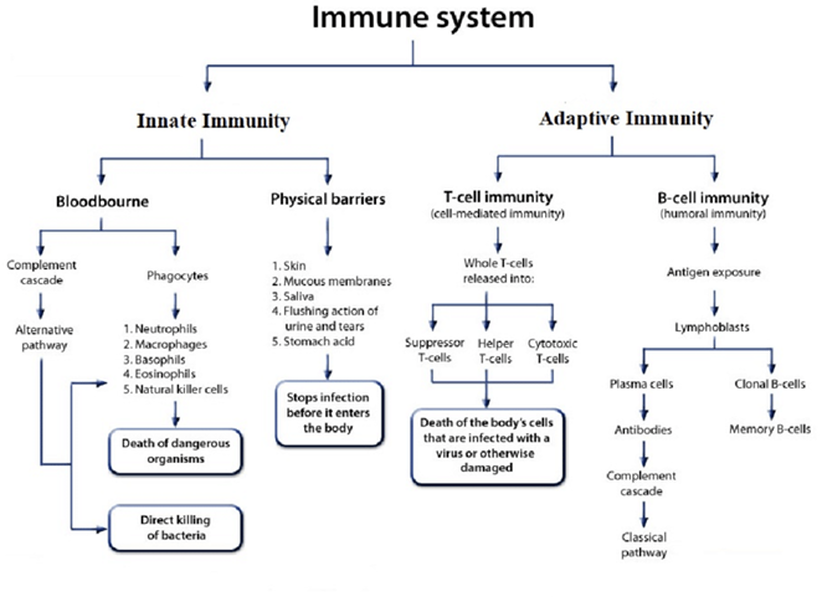 Immune system
Innate Immunity
Adaptive Immunity
Bloodbourne
Physical barriers
T-cell immunity
(cell-mediated immunity)
B-cell immunity
(humoral immunity)
Complement
cascade
Phagocytes
1. Skin
2. Mucous membranes
3. Saliva
4. Flushing action of
urine and tears
5. Stomach acid
Whole T-cells
released into:
Antigen exposure
Alternative
pathway
1. Neutrophils
2. Macrophages
3. Basophils
4. Eosinophils
5. Natural killer cells
Suppressor
T-cells
Helper
T-cells
Cytotoxic
T-cells
Lymphoblasts
Plasma cells
Clonal B-cells
Stops infection
before it enters
the body
Death of dangerous
organisms
Death of the body's cells
that are infected with a
virus or otherwise
damaged
Antibodies
Memory B-cells
Complement
cascade
Direct killing
of bacteria
Classical
pathway